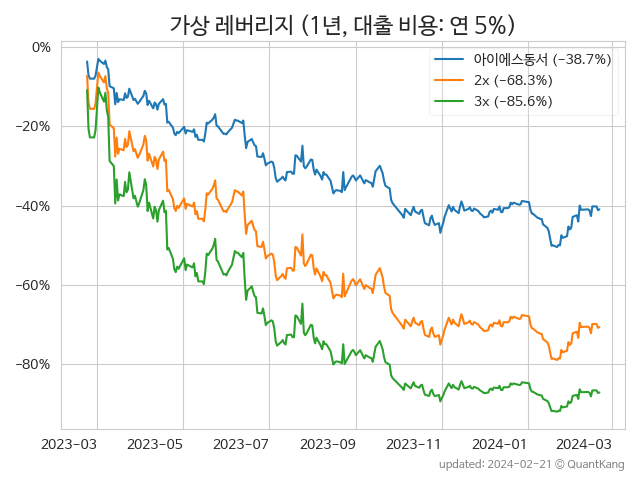 가상 레버리지 (1년, 대출 비용: 연 5%)
아이에스동서 (−38.7%)
2x (−68.3%)
3x (−85.6%)
0%
−20%
−40%
−60%
−80%
2023−03 2023−05 2023−07 2023−09 2023−11 2024−01 2024−03
updated: 2024-02-21 © QuantKang